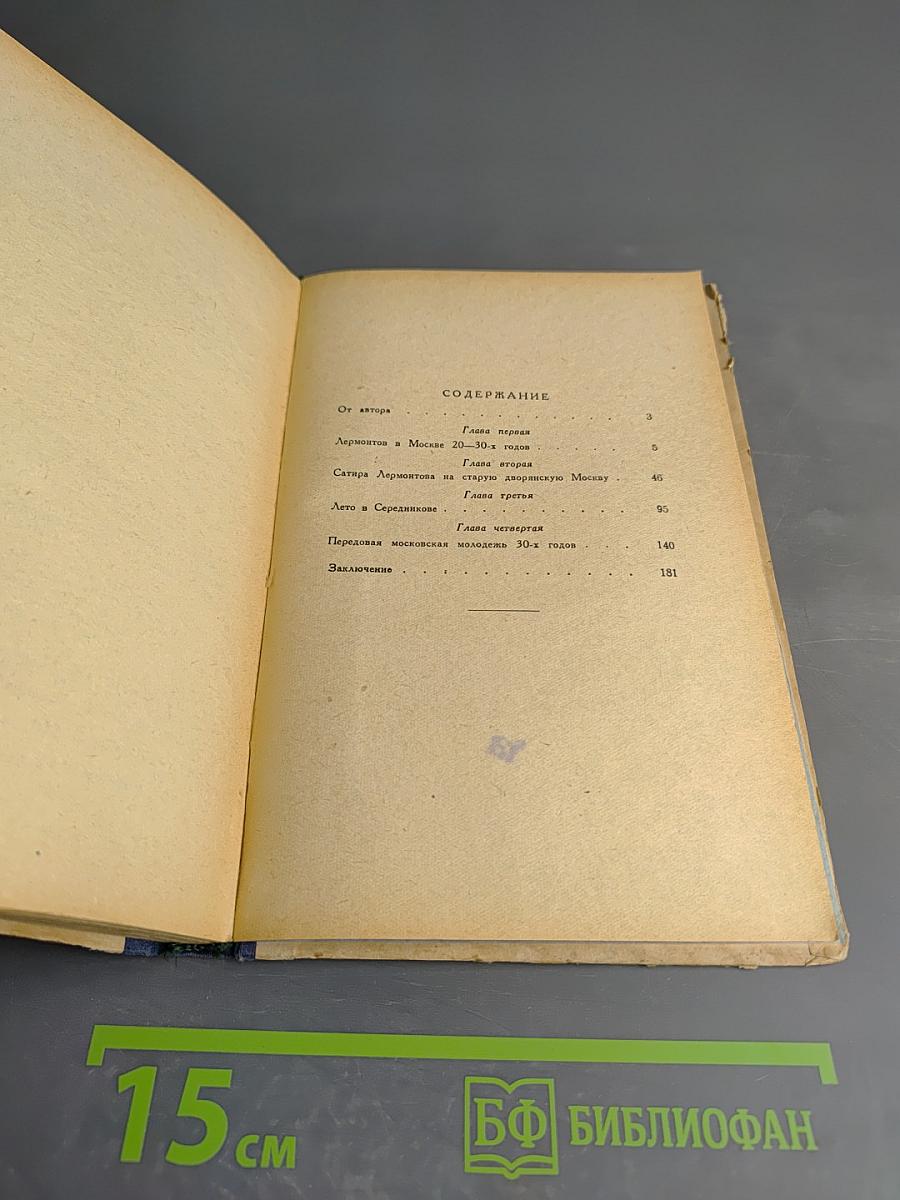 СОДЕРЖАНИЕ
От автора . . . . . . . . . . . . 3
Глава первая
Лермонтов в Москве 20—30-х годов . . . . . 5
Глава вторая
Сатира Лермонтова на старую дворянскую Москву . 46
Глава третья
Лето в Середникове . . . . . . . . . . 95
Глава четвертая
Передовая московская молодежь 30-х годов . . . 140
Заключение . . . . . . . . . . . 181
15 см
БФ БИБЛИОФАН